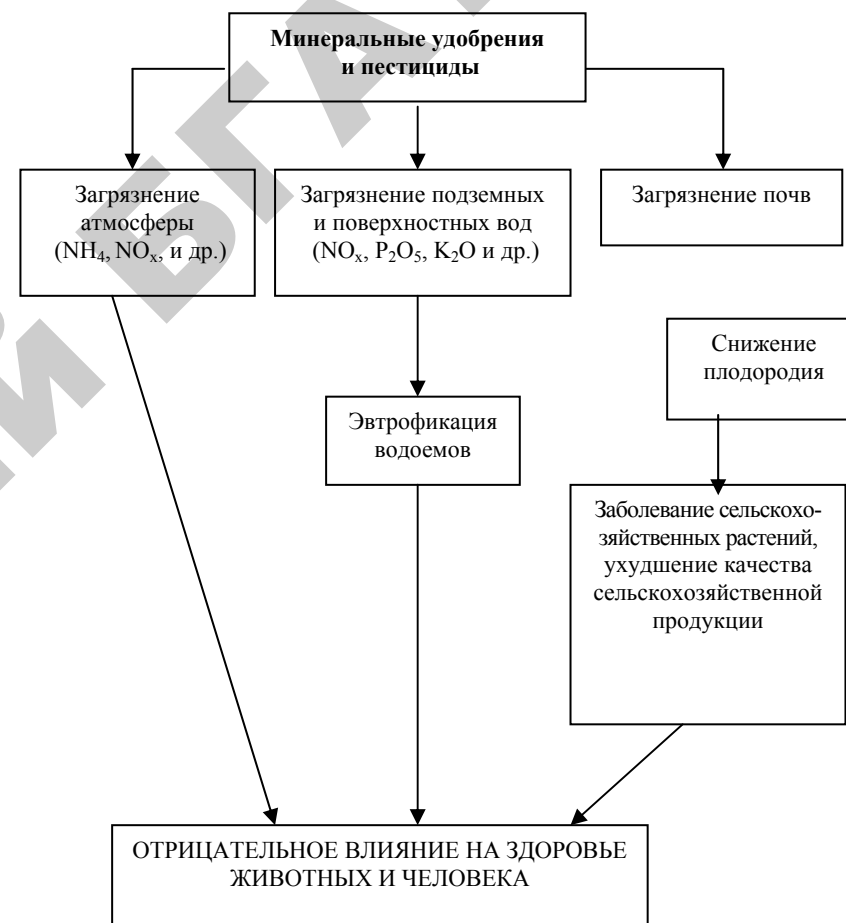 Минеральные удобрения
и пестициды
Загрязнение
атмосферы
(NH₄, NOₓ, и др.)
Загрязнение подземных
и поверхностных вод
(NOₓ, P₂O₅, K₂O и др.)
Загрязнение почв
Снижение
плодородия
Эвтрофикация
водоемов
Заболевание сельскохо-
зяйственных растений,
ухудшение качества
сельскохозяйственной
продукции
ОТРИЦАТЕЛЬНОЕ ВЛИЯНИЕ НА ЗДОРОВЬЕ
ЖИВОТНЫХ И ЧЕЛОВЕКА